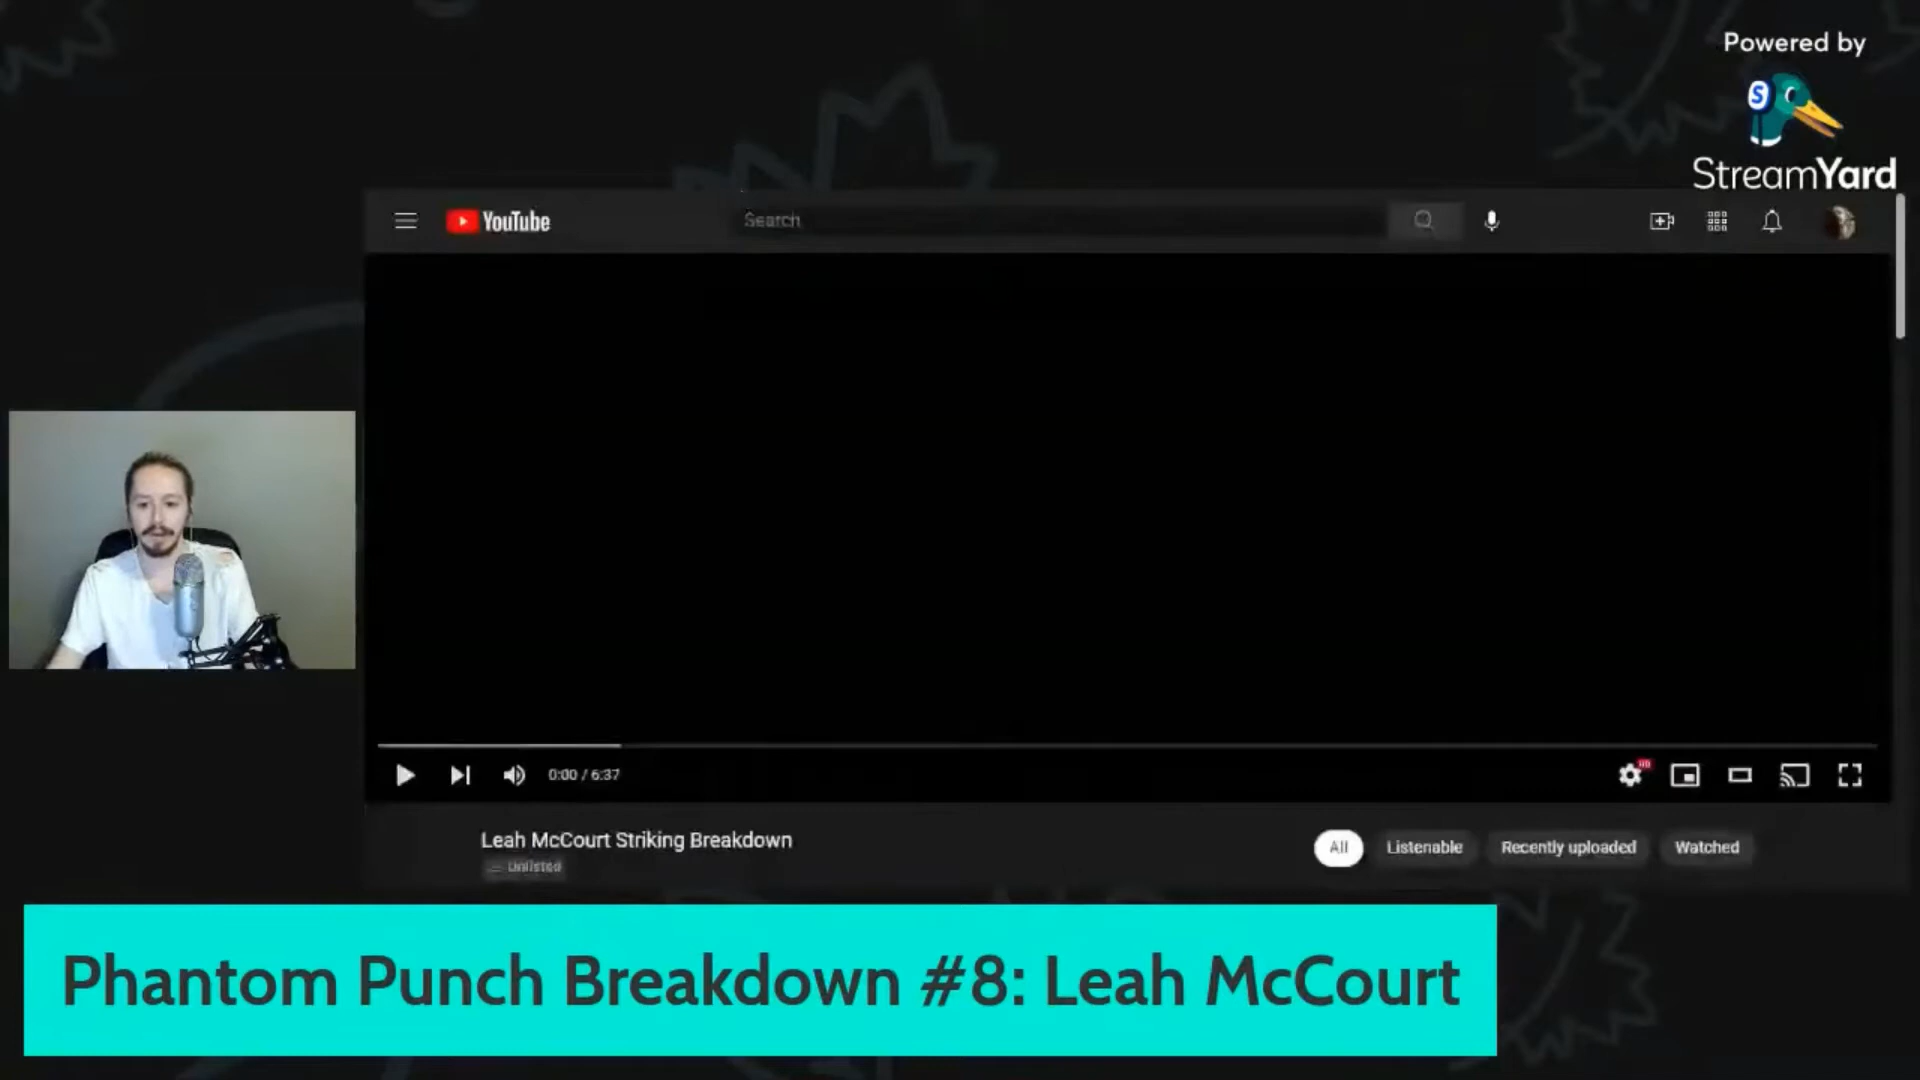 Powered by
S
StreamYard
YouTube
Search
0:00 / 6:37
HD
Leah McCourt Striking Breakdown
Unlisted
All
Listenable
Recently uploaded
Watched
Phantom Punch Breakdown #8: Leah McCourt